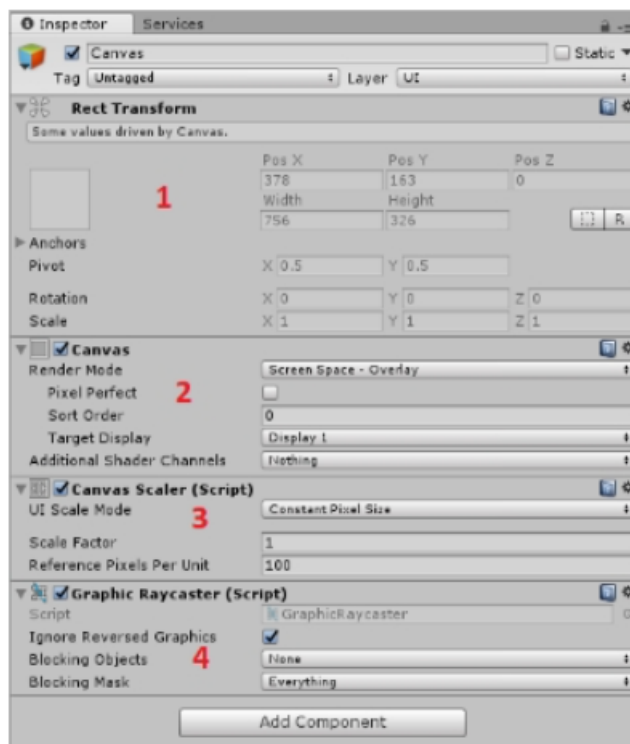 Inspector Services
Canvas Static
Tag Untagged Layer UI
Rect Transform
Some values driven by Canvas.
Pos X Pos Y Pos Z
378 163 0
1
Width Height
756 326
R
Anchors
Pivot X 0.5 Y 0.5
Rotation X 0 Y 0 Z 0
Scale X 1 Y 1 Z 1
Canvas
Render Mode Screen Space - Overlay
Pixel Perfect 2
Sort Order 0
Target Display Display 1
Additional Shader Channels Nothing
Canvas Scaler (Script)
UI Scale Mode Constant Pixel Size
3
Scale Factor 1
Reference Pixels Per Unit 100
Graphic Raycaster (Script)
Script GraphicRaycaster
Ignore Reversed Graphics
Blocking Objects 4 None
Blocking Mask Everything
Add Component